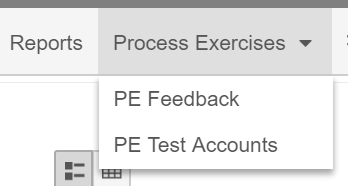 Reports Process Exercises
PE Feedback
PE Test Accounts